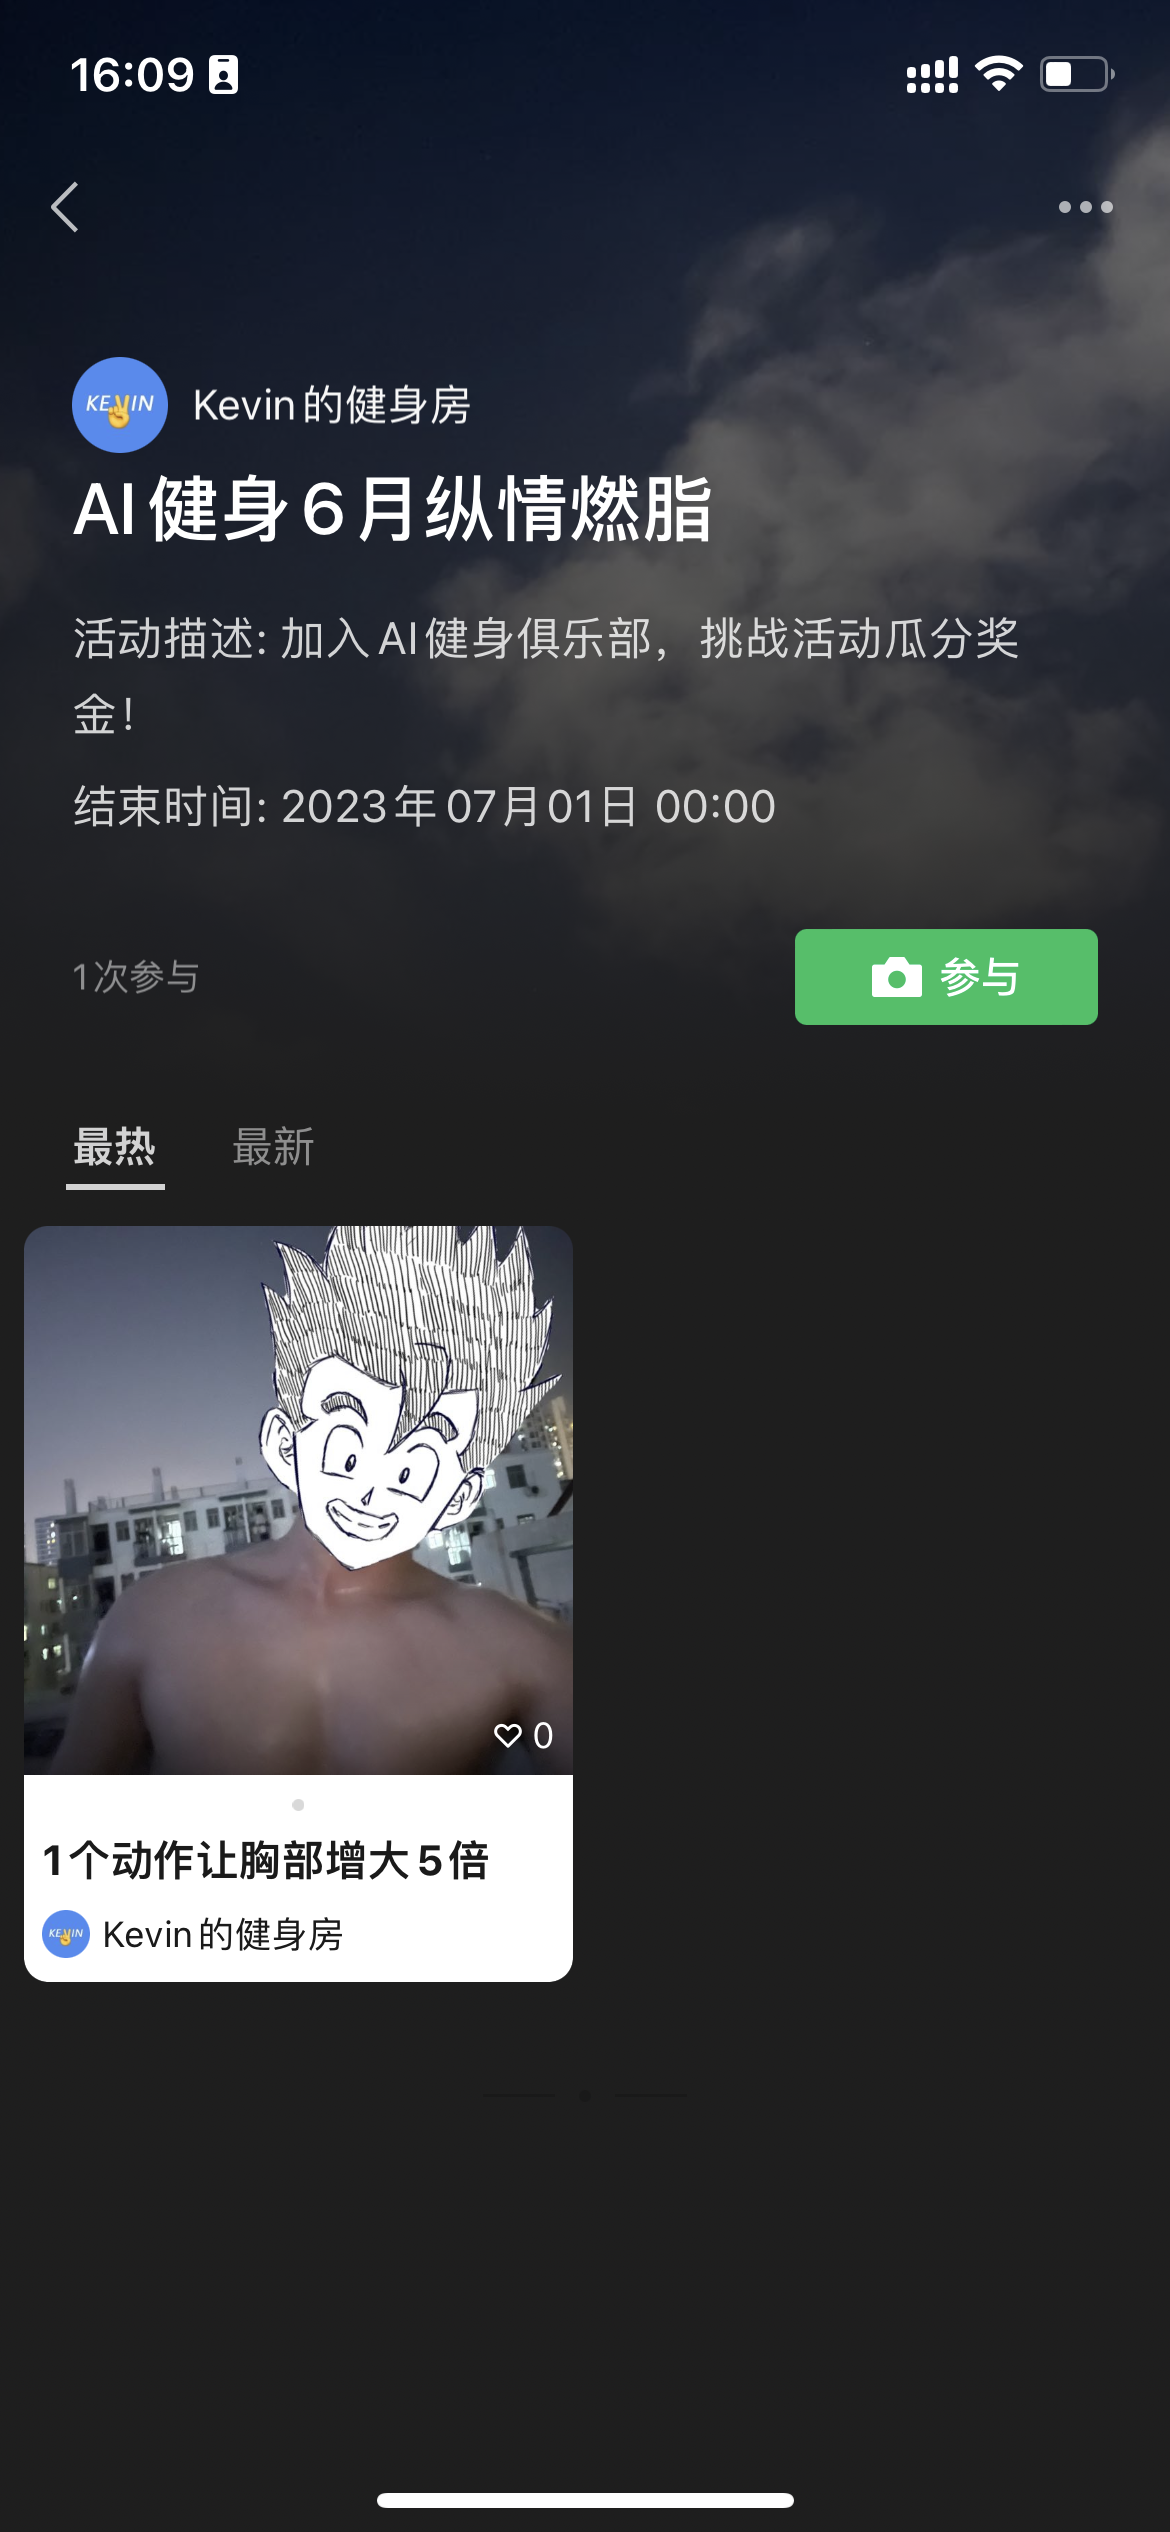 16:09
KEVIN
Kevin的健身房
AI健身6月纵情燃脂
活动描述: 加入AI健身俱乐部，挑战活动瓜分奖
金！
结束时间: 2023年07月01日 00:00
1次参与
参与
最热 最新
0
1个动作让胸部增大5倍
KEVIN
Kevin的健身房